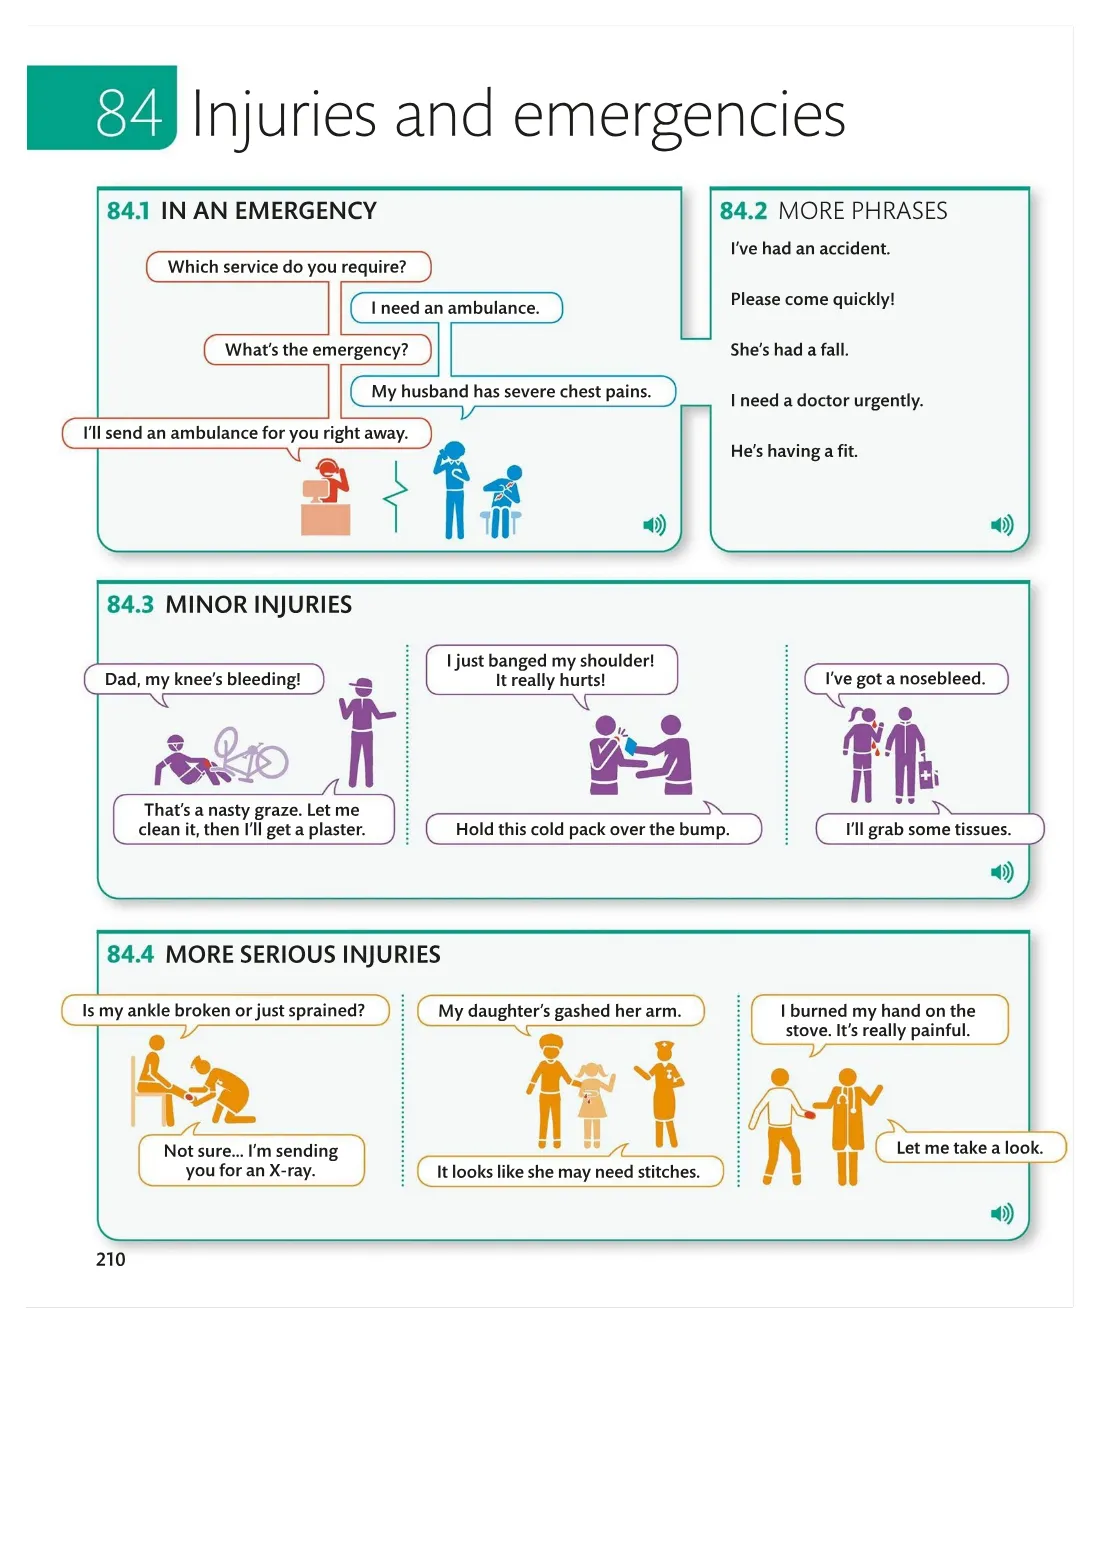 84 Injuries and emergencies
84.1 IN AN EMERGENCY
Which service do you require?
I need an ambulance.
What's the emergency?
My husband has severe chest pains.
I'll send an ambulance for you right away.
84.2 MORE PHRASES
I've had an accident.
Please come quickly!
She's had a fall.
I need a doctor urgently.
He's having a fit.
84.3 MINOR INJURIES
Dad, my knee's bleeding!
That's a nasty graze. Let me
clean it, then I'll get a plaster.
I just banged my shoulder!
It really hurts!
Hold this cold pack over the bump.
I've got a nosebleed.
I'll grab some tissues.
84.4 MORE SERIOUS INJURIES
Is my ankle broken or just sprained?
Not sure... I'm sending
you for an X-ray.
My daughter's gashed her arm.
It looks like she may need stitches.
I burned my hand on the
stove. It's really painful.
Let me take a look.
210